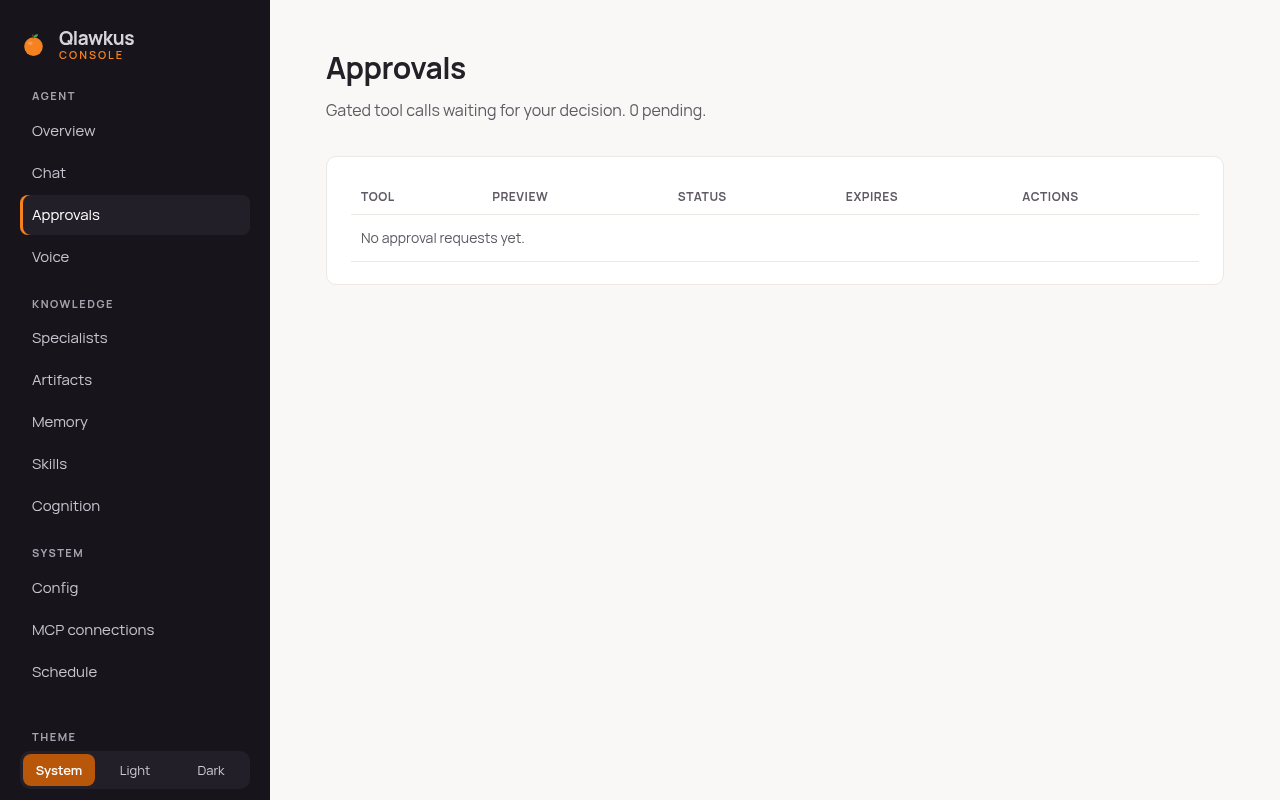 Qlawkus
CONSOLE
AGENT
Overview
Chat
Approvals
Voice
KNOWLEDGE
Specialists
Artifacts
Memory
Skills
Cognition
SYSTEM
Config
MCP connections
Schedule
THEME
System Light Dark
Approvals
Gated tool calls waiting for your decision. 0 pending.
TOOL PREVIEW STATUS EXPIRES ACTIONS
No approval requests yet.